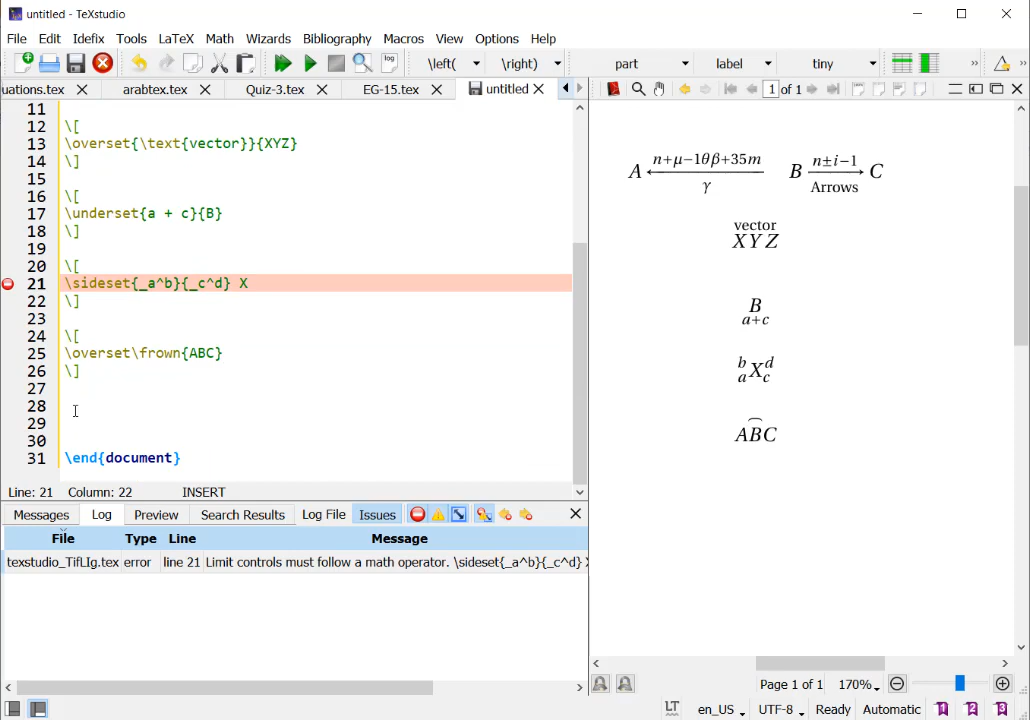 untitled - TeXstudio
File Edit Idefix Tools LaTeX Math Wizards Bibliography Macros View Options Help
log \left( \right) part label tiny
uations.tex arabtex.tex Quiz-3.tex EG-15.tex untitled 1 of 1
11
12 \[
13 \overset{\text{vector}}{XYZ}
14 \]
15
16 \[
17 \underset{a + c}{B}
18 \]
19
20 \[
21 \sideset{_a^b}{_c^d} X
22 \]
23
24 \[
25 \overset\frown{ABC}
26 \]
27
28
29
30
31 \end{document}
A n+μ−1θβ+35m γ B n±i−1 Arrows C
vector
XYZ
B
a+c
b a X d c
ABC
Line: 21 Column: 22 INSERT
Messages Log Preview Search Results Log File Issues
File Type Line Message
texstudio_TifLIg.tex error line 21 Limit controls must follow a math operator. \sideset{_a^b}{_c^d}
Page 1 of 1 170%
LT en_US UTF-8 Ready Automatic 1 2 3